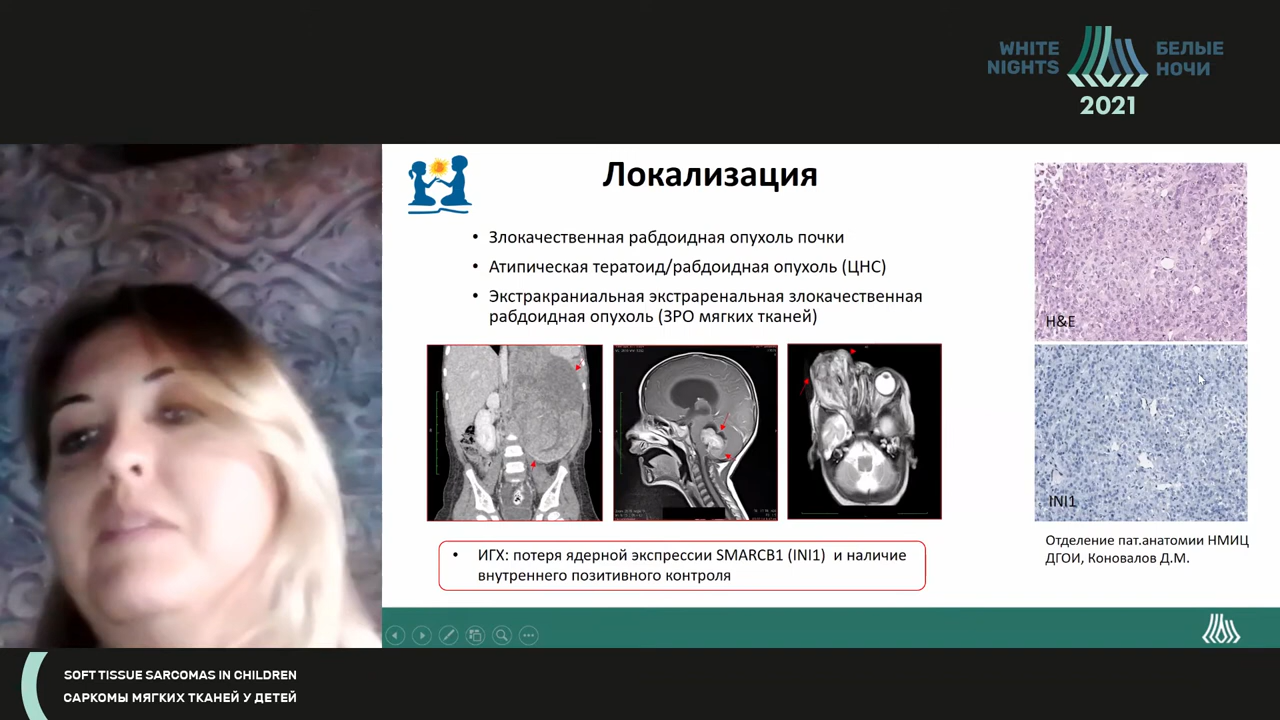 WHITE
NIGHTS
БЕЛЫЕ
НОЧИ
2021
Локализация
• Злокачественная рабдоидная опухоль почки
• Атипическая тератоид/рабдоидная опухоль (ЦНС)
• Экстракраниальная экстраренальная злокачественная
рабдоидная опухоль (ЗРО мягких тканей)
H&E
INI1
• ИГХ: потеря ядерной экспрессии SMARCB1 (INI1) и наличие
внутреннего позитивного контроля
Отделение пат.анатомии НМИЦ
ДГОИ, Коновалов Д.М.
SOFT TISSUE SARCOMAS IN CHILDREN
САРКОМЫ МЯГКИХ ТКАНЕЙ У ДЕТЕЙ